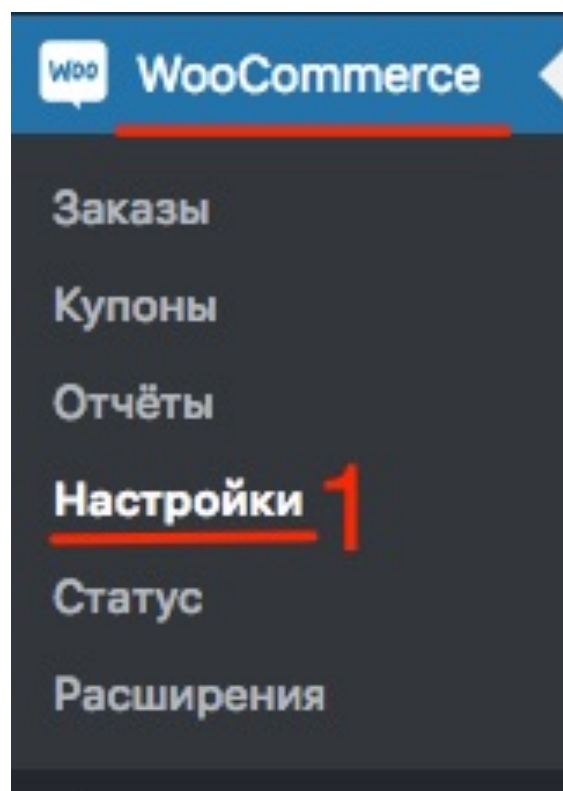 Woo WooCommerce
Заказы
Купоны
Отчёты
Настройки 1
Статус
Расширения